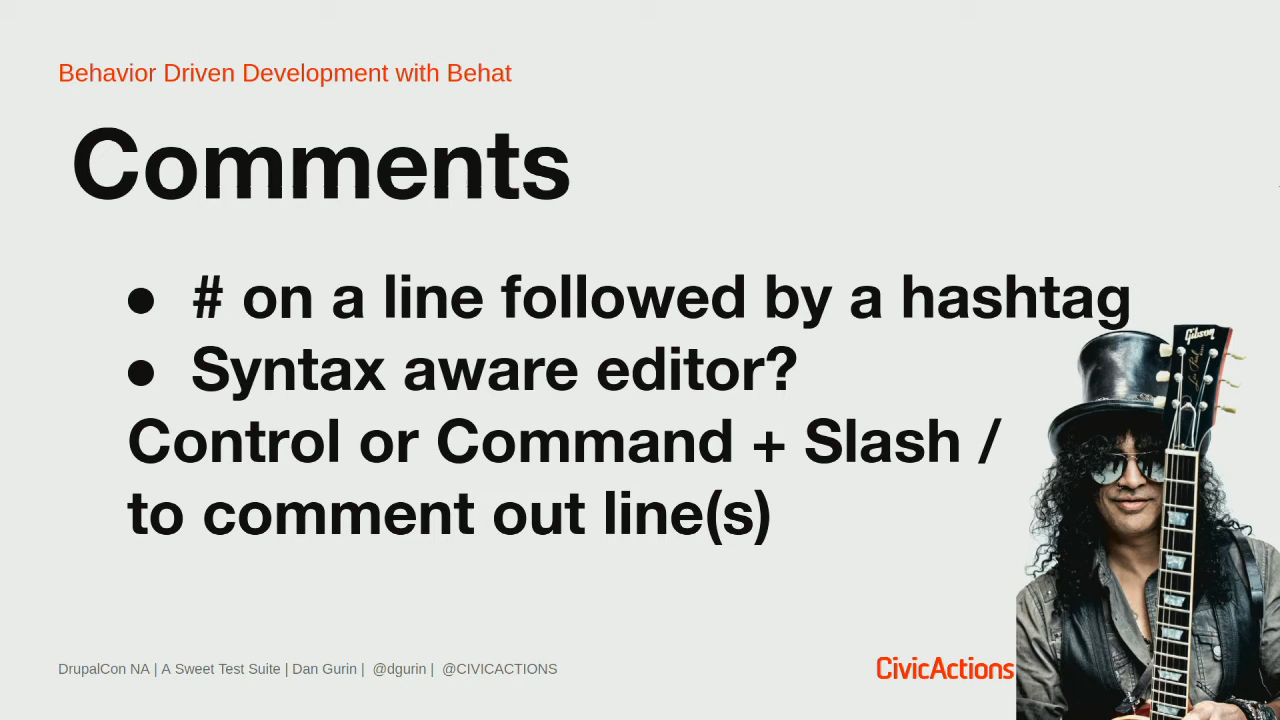 Behavior Driven Development with Behat
Comments
● # on a line followed by a hashtag
● Syntax aware editor?
Control or Command + Slash /
to comment out line(s)
Gibson
DrupalCon NA | A Sweet Test Suite | Dan Gurin | @dgurin | @CIVICACTIONS
CivicActions